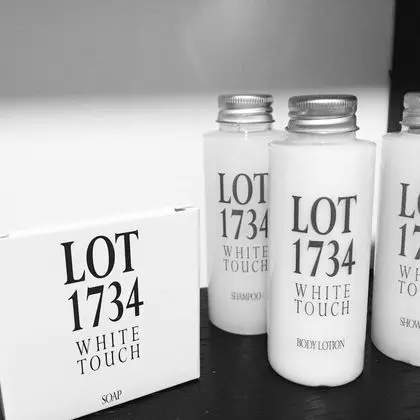 LOT
1734
WHITE
TOUCH
SOAP
LOT
1734
WHITE
TOUCH
SHAMPOO
LOT
1734
WHITE
TOUCH
BODY LOTION